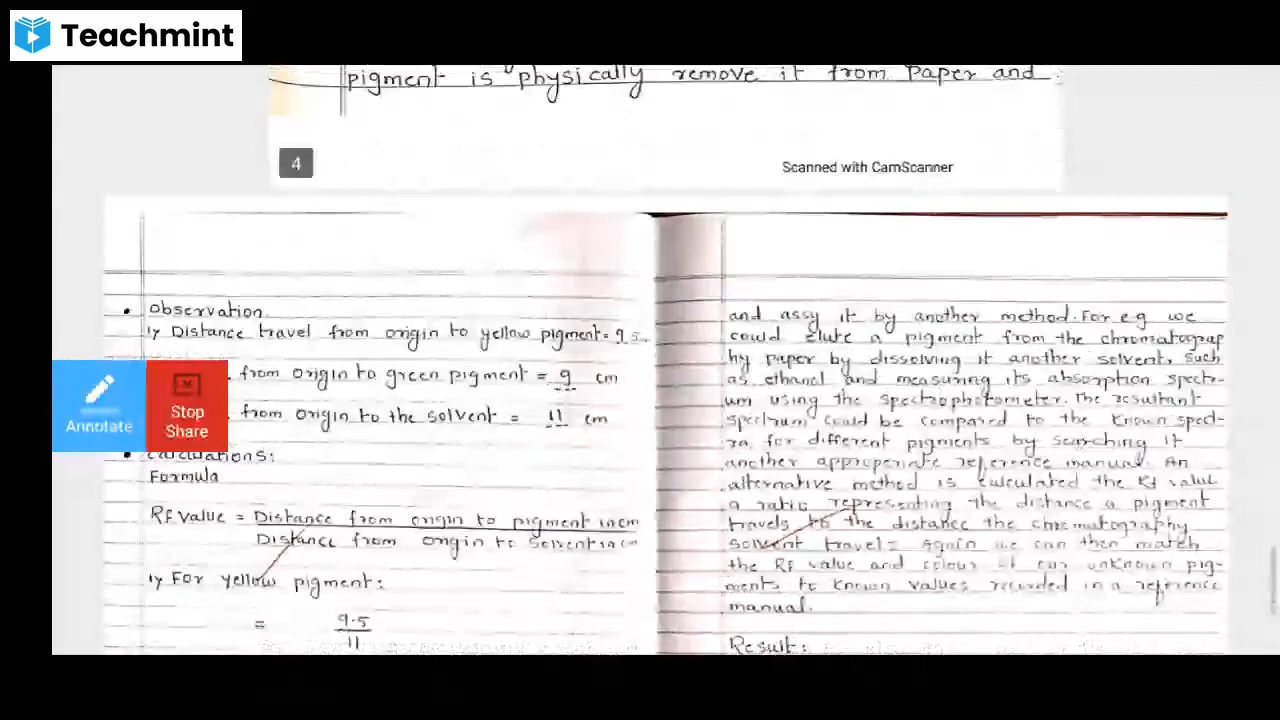 Teachmint
pigment is physically remove it from paper and
4
Scanned with CamScanner
Observation.
1) Distance travel from origin to yellow pigment = 9.5
from origin to green pigment = 9 cm
from origin to the solvent = 11 cm
Annotate
Stop
Share
Calculations:
Formula
RF value = Distance from origin to pigment in cm
Distance from origin to solvent in cm
1) For yellow pigment:
= 9.5
11
and assy it by another method. For e.g we
could elute a pigment from the chromatograp
hy paper by dissolving it another solvent, such
as ethanol and measuring its absorption spectr-
um using the spectrophotometer. The resultant
spectrum could be compared to the known spect-
ra, for different pigments by searching it
another appropenate reference manual. An
alternative method is calculated the Rf value
a ratio representing the distance a pigment
travels to the distance the chromatography
solvent travel = Again we can then match
the RF value and colour of our unknown pig-
ments to known values recorded in a reference
manual.
Result: